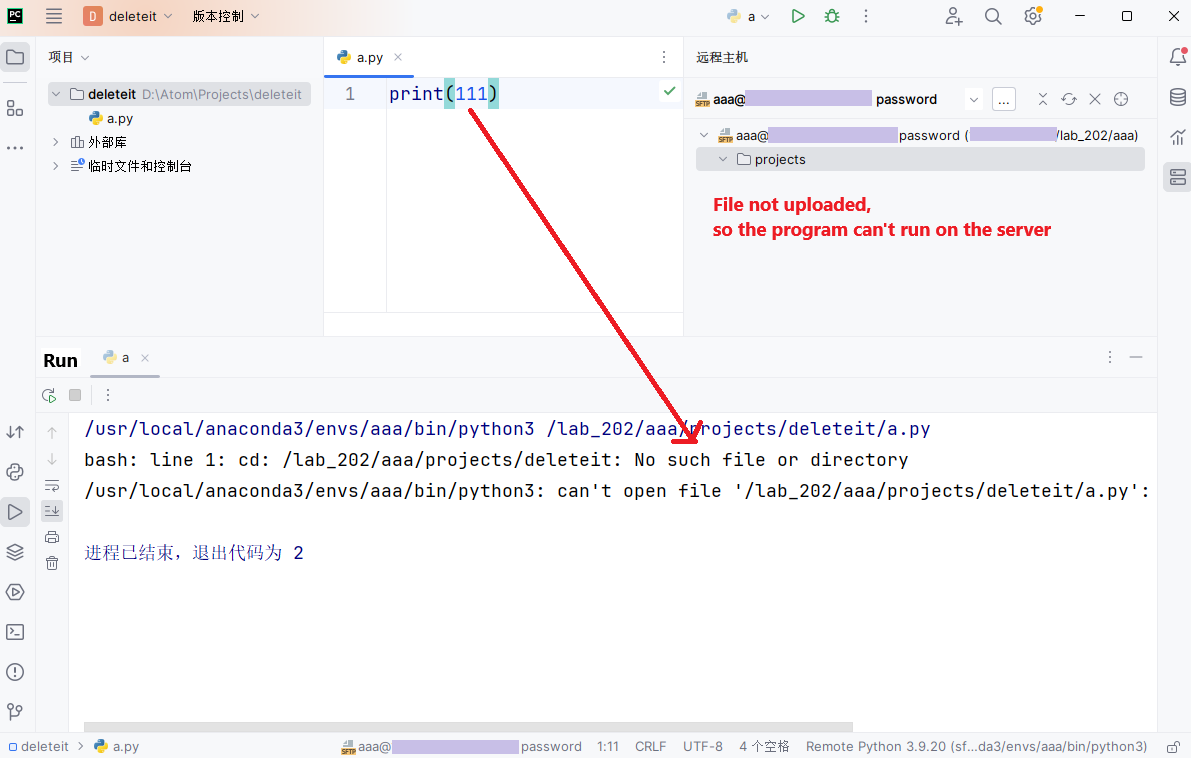 PC
D deleteit 版本控制
a
项目
a.py
远程主机
deleteit D:\Atom\Projects\deleteit
a.py
外部库
临时文件和控制台
1 print(111)
SFTP aaa@ password ...
SFTP aaa@ password ( /lab_202/aaa)
projects
File not uploaded,
so the program can't run on the server
Run a
/usr/local/anaconda3/envs/aaa/bin/python3 /lab_202/aaa/projects/deleteit/a.py
bash: line 1: cd: /lab_202/aaa/projects/deleteit: No such file or directory
/usr/local/anaconda3/envs/aaa/bin/python3: can't open file '/lab_202/aaa/projects/deleteit/a.py':
进程已结束，退出代码为 2
deleteit > a.py SFTP aaa@ password 1:11 CRLF UTF-8 4 个空格 Remote Python 3.9.20 (sf...da3/envs/aaa/bin/python3)